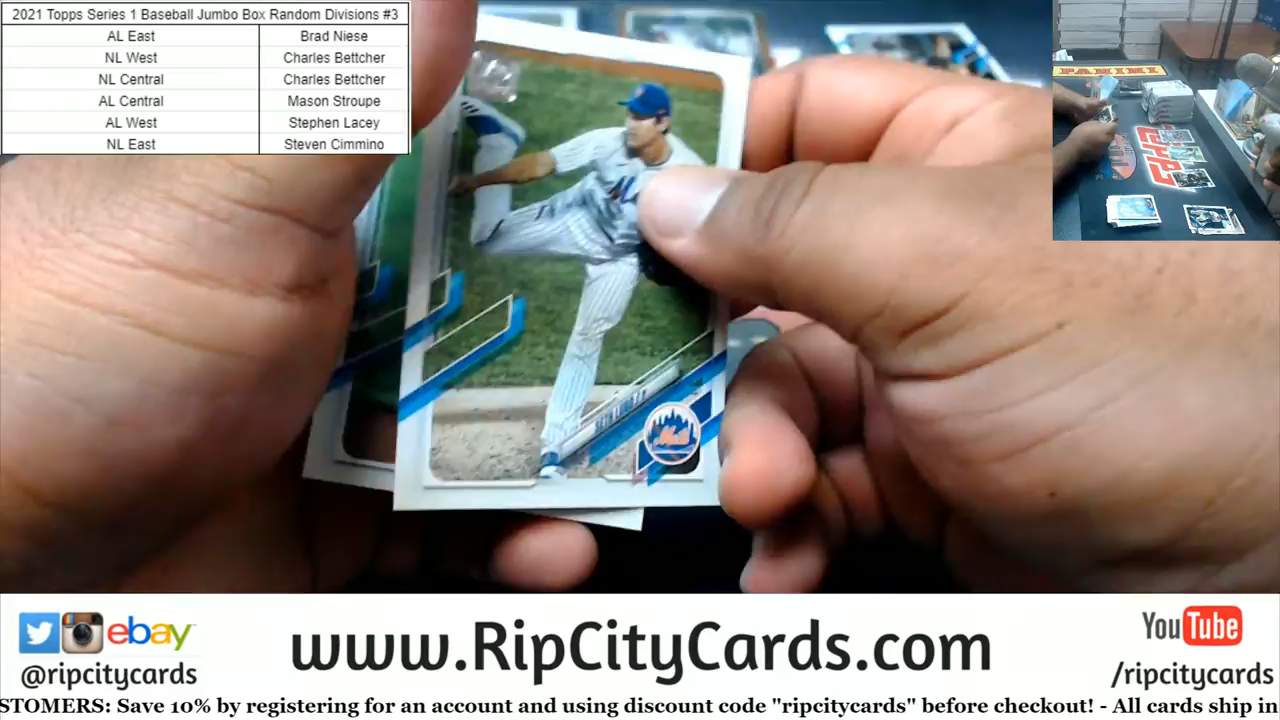 2021 Topps Series 1 Baseball Jumbo Box Random Divisions #3
AL East Brad Niese
NL West Charles Bettcher
NL Central Charles Bettcher
AL Central Mason Stroupe
AL West Stephen Lacey
NL East Steven Cimmino
PANINI
TOPPS
Mets
ebay
@ripcitycards
www.RipCityCards.com
YouTube
/ripcitycards
STOMERS: Save 10% by registering for an account and using discount code "ripcitycards" before checkout! - All cards ship in